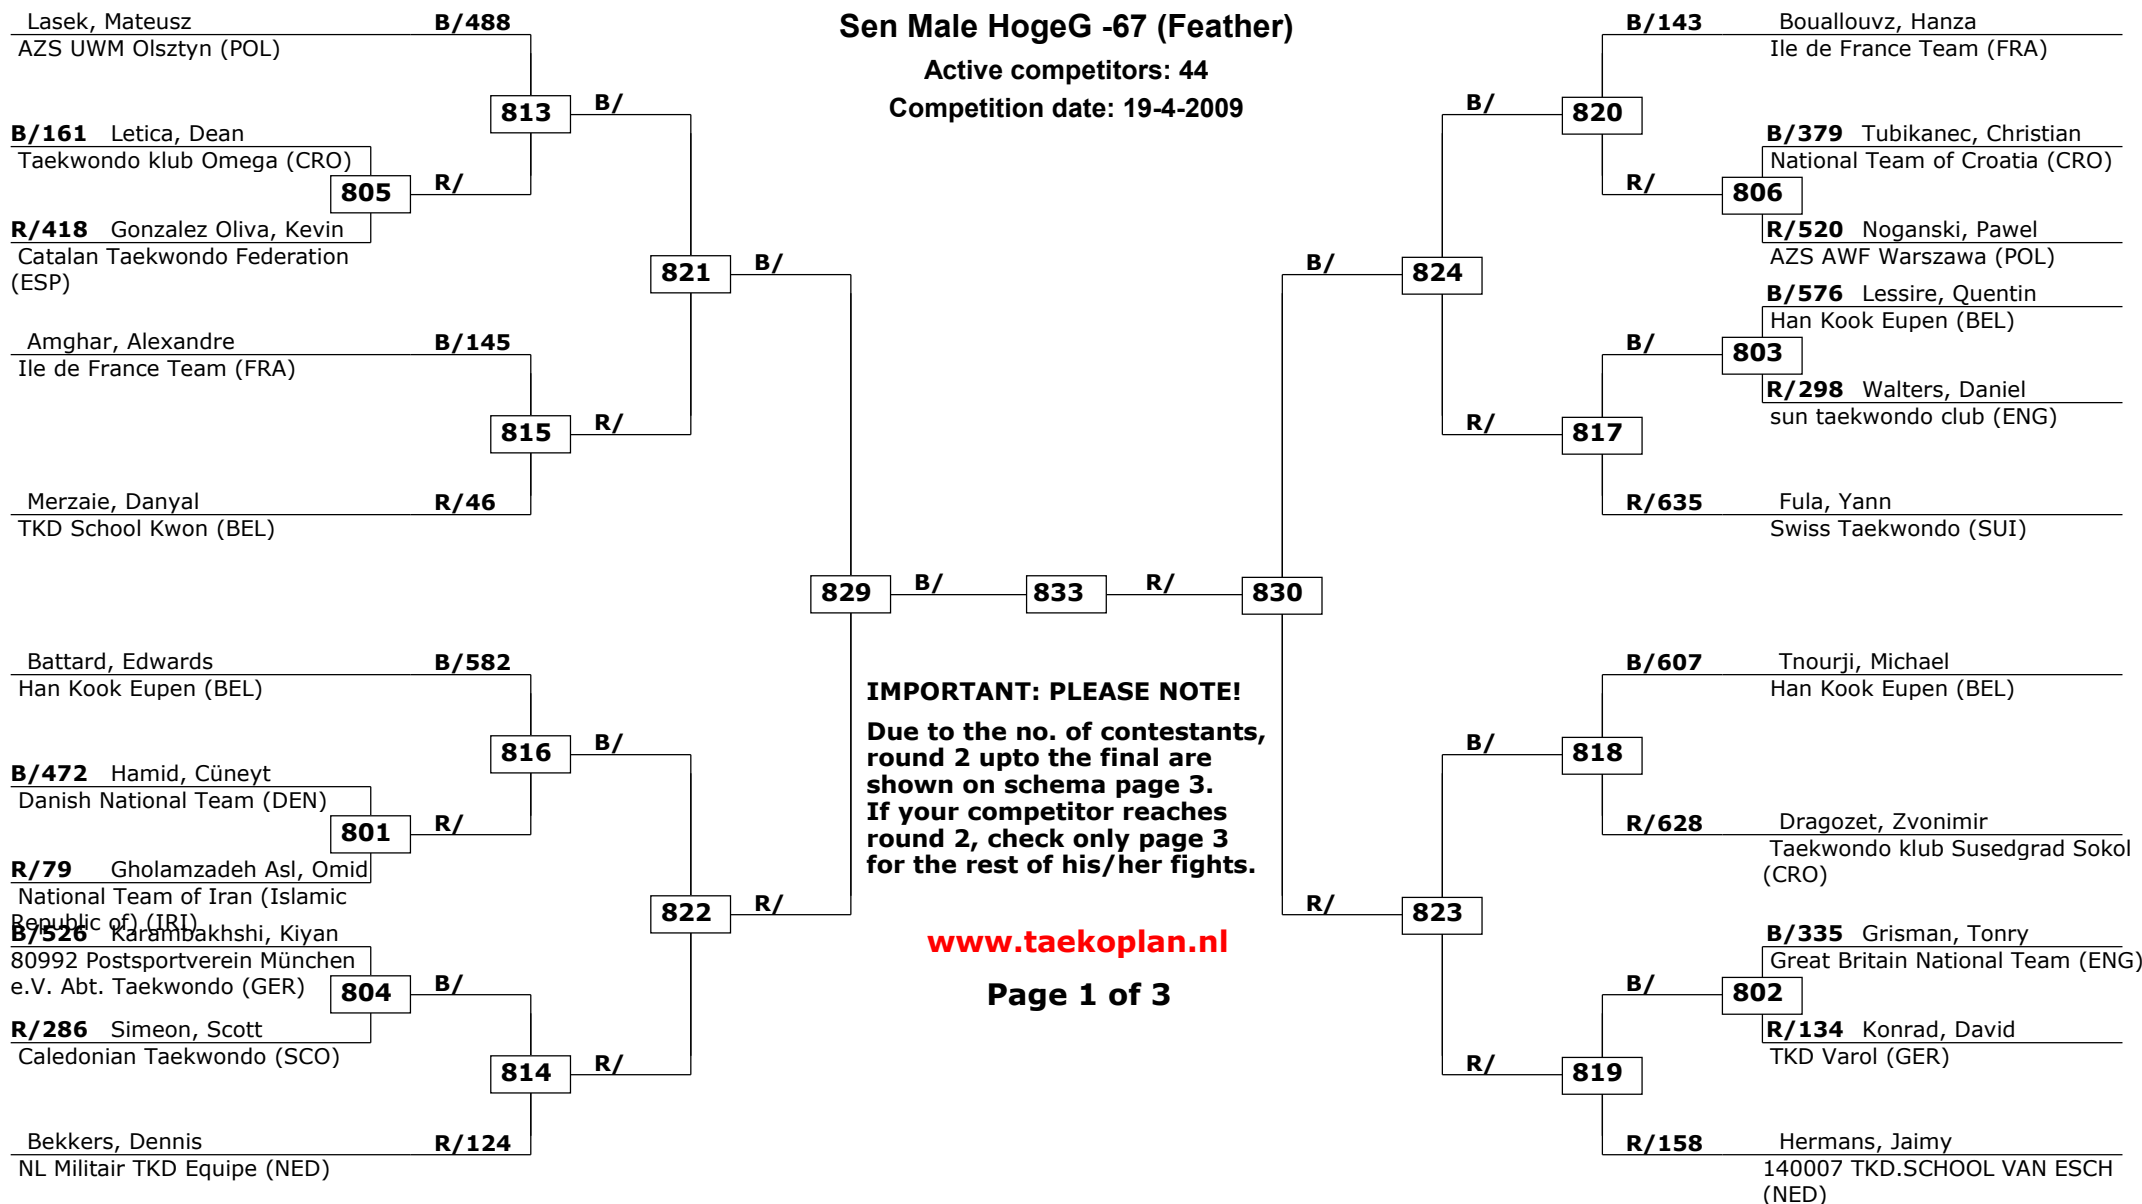 Sen Male HogeG -67 (Feather)
Active competitors: 44
Competition date: 19-4-2009
Lasek, Mateusz B/488
AZS UWM Olsztyn (POL)
813 B/
B/161 Letica, Dean
Taekwondo klub Omega (CRO)
805 R/
R/418 Gonzalez Oliva, Kevin
Catalan Taekwondo Federation
(ESP)
821 B/
Amghar, Alexandre B/145
Ile de France Team (FRA)
815 R/
Merzaie, Danyal R/46
TKD School Kwon (BEL)
829 B/ 833 R/ 830
Battard, Edwards B/582
Han Kook Eupen (BEL)
816 B/
B/472 Hamid, Cüneyt
Danish National Team (DEN)
801 R/
R/79 Gholamzadeh Asl, Omid
National Team of Iran (Islamic
Republic of) (IRI)
822 R/
B/526 Karambakhshi, Kiyan
80992 Postsportverein München
e.V. Abt. Taekwondo (GER)
804 B/
R/286 Simeon, Scott
Caledonian Taekwondo (SCO)
814 R/
Bekkers, Dennis R/124
NL Militair TKD Equipe (NED)
IMPORTANT: PLEASE NOTE!
Due to the no. of contestants,
round 2 upto the final are
shown on schema page 3.
If your competitor reaches
round 2, check only page 3
for the rest of his/her fights.
www.taekoplan.nl
Page 1 of 3
B/143 Bouallouvz, Hanza
Ile de France Team (FRA)
B/ 820
B/379 Tubikanec, Christian
National Team of Croatia (CRO)
R/ 806
R/520 Noganski, Pawel
AZS AWF Warszawa (POL)
B/ 824
B/576 Lessire, Quentin
Han Kook Eupen (BEL)
B/ 803
R/298 Walters, Daniel
sun taekwondo club (ENG)
R/ 817
R/635 Fula, Yann
Swiss Taekwondo (SUI)
B/607 Tnourji, Michael
Han Kook Eupen (BEL)
B/ 818
R/628 Dragozet, Zvonimir
Taekwondo klub Susedgrad Sokol
(CRO)
R/ 823
B/335 Grisman, Tonry
Great Britain National Team (ENG)
B/ 802
R/134 Konrad, David
TKD Varol (GER)
R/ 819
R/158 Hermans, Jaimy
140007 TKD.SCHOOL VAN ESCH
(NED)